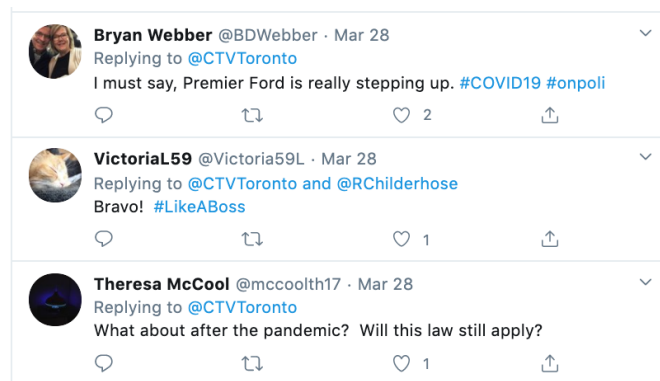 Bryan Webber @BDWebber · Mar 28
Replying to @CTVToronto
I must say, Premier Ford is really stepping up. #COVID19 #onpoli
2
VictoriaL59 @Victoria59L · Mar 28
Replying to @CTVToronto and @RChilderhose
Bravo!  #LikeABoss
1
Theresa McCool @mccoolth17 · Mar 28
Replying to @CTVToronto
What about after the pandemic?  Will this law still apply?
1